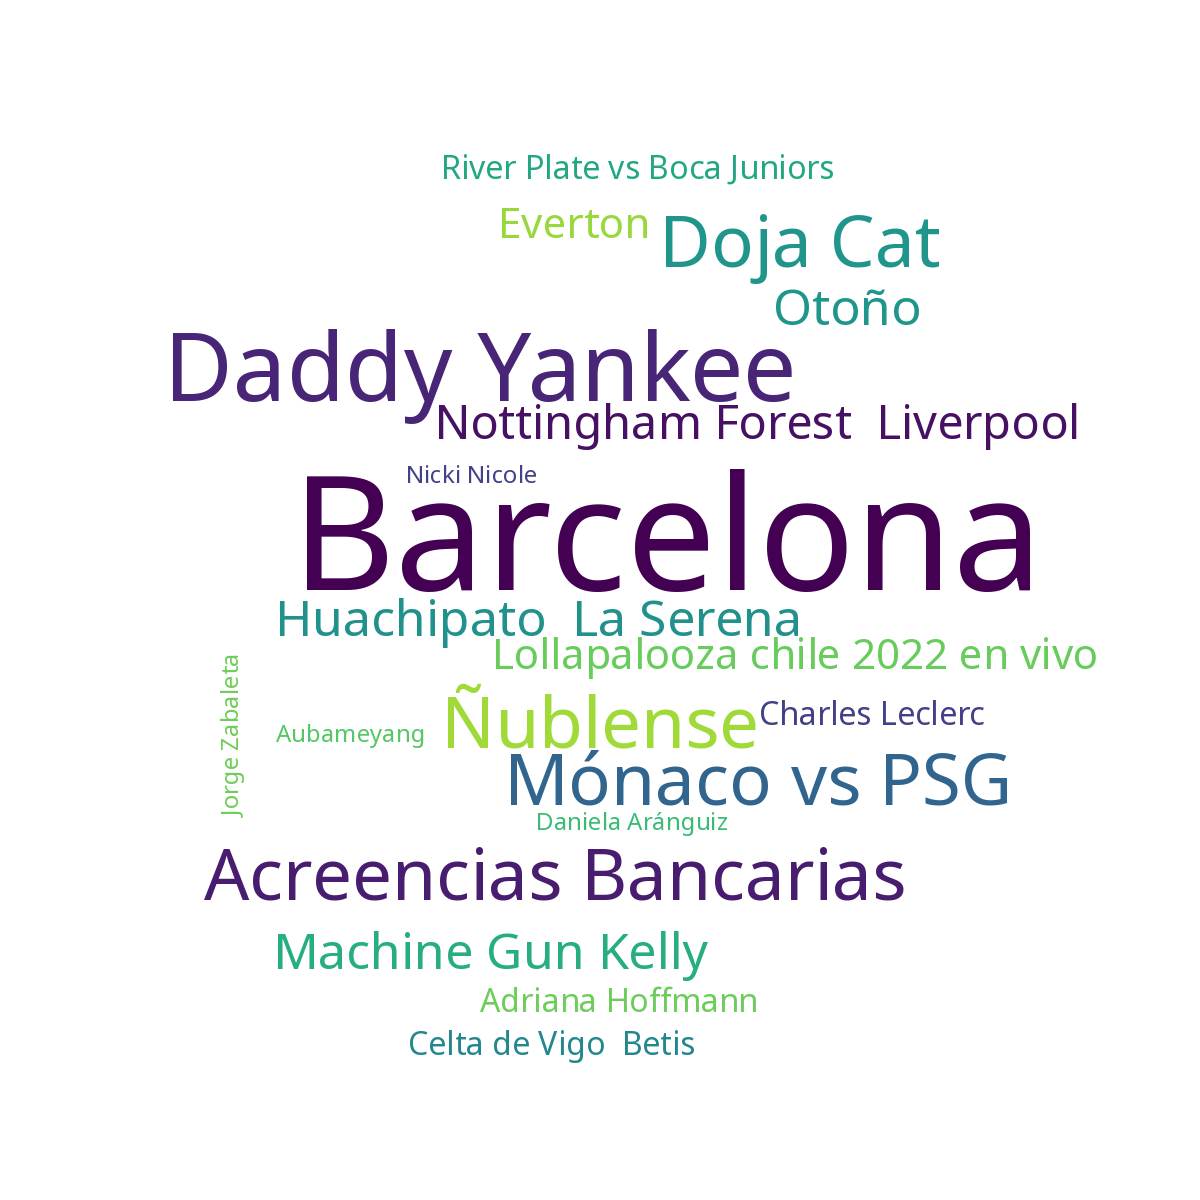 River Plate vs Boca Juniors
Everton
Doja Cat
Otoño
Daddy Yankee
Nottingham Forest  Liverpool
Nicki Nicole
Barcelona
Huachipato  La Serena
Lollapalooza chile 2022 en vivo
Jorge Zabaleta
Ñublense
Charles Leclerc
Aubameyang
Mónaco vs PSG
Daniela Aránguiz
Acreencias Bancarias
Machine Gun Kelly
Adriana Hoffmann
Celta de Vigo  Betis